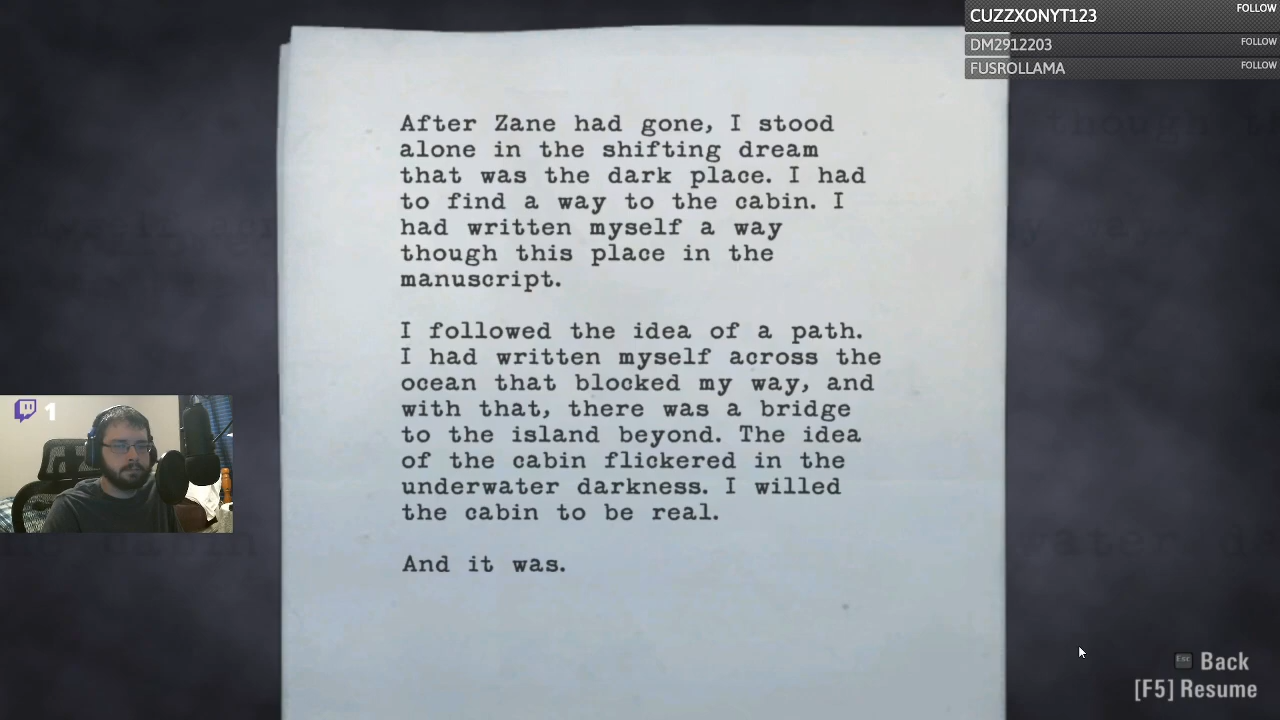 CUZZXONYT123 FOLLOW
DM2912203 FOLLOW
FUSROLLAMA FOLLOW
After Zane had gone, I stood
alone in the shifting dream
that was the dark place. I had
to find a way to the cabin. I
had written myself a way
though this place in the
manuscript.
I followed the idea of a path.
I had written myself across the
ocean that blocked my way, and
with that, there was a bridge
to the island beyond. The idea
of the cabin flickered in the
underwater darkness. I willed
the cabin to be real.
And it was.
1
Esc Back
[F5] Resume